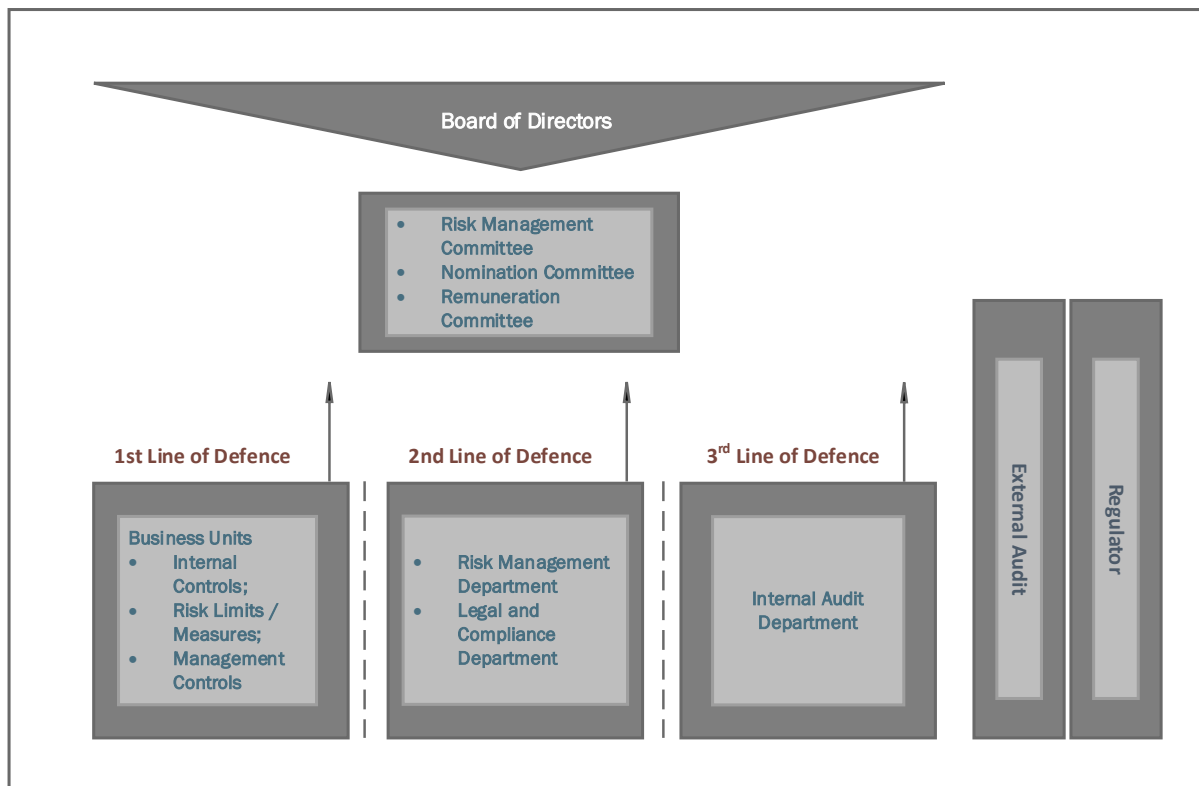 Board of Directors
• Risk Management
Committee
• Nomination Committee
• Remuneration
Committee
1st Line of Defence
2nd Line of Defence
3rd Line of Defence
Business Units
• Internal
Controls;
• Risk Limits /
Measures;
• Management
Controls
• Risk Management
Department
• Legal and
Compliance
Department
Internal Audit
Department
External Audit
Regulator